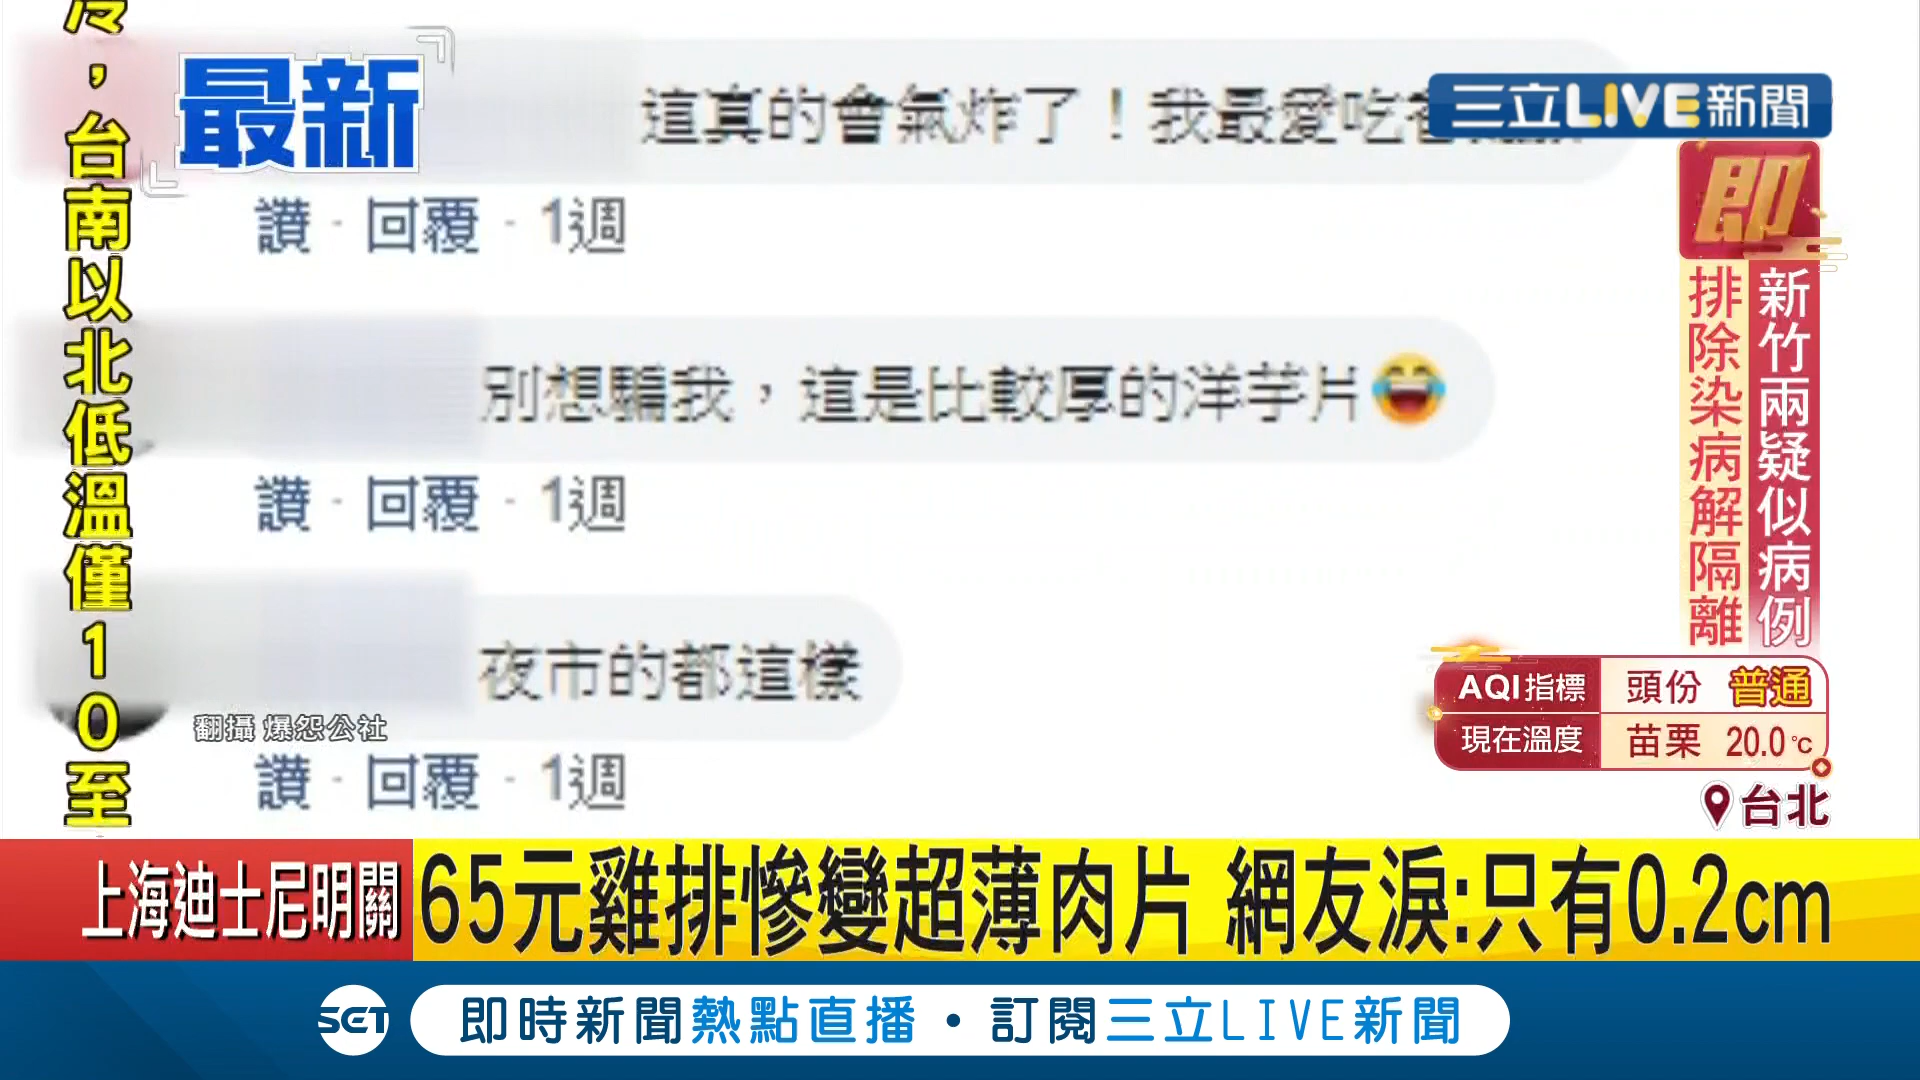 冷，台南以北低溫僅10至
最新
這真的會氣炸了！我最愛吃
三立LIVE新聞
讚 · 回覆 · 1週
別想騙我，這是比較厚的洋芋片😂
讚 · 回覆 · 1週
夜市的都這樣
翻攝 爆怨公社
讚 · 回覆 · 1週
即
新竹兩疑似病例
排除染病解隔離
AQI指標 頭份 普通
現在溫度 苗栗 20.0℃
台北
上海迪士尼明關
65元雞排慘變超薄肉片 網友淚:只有0.2cm
SET
即時新聞熱點直播・訂閱三立LIVE新聞